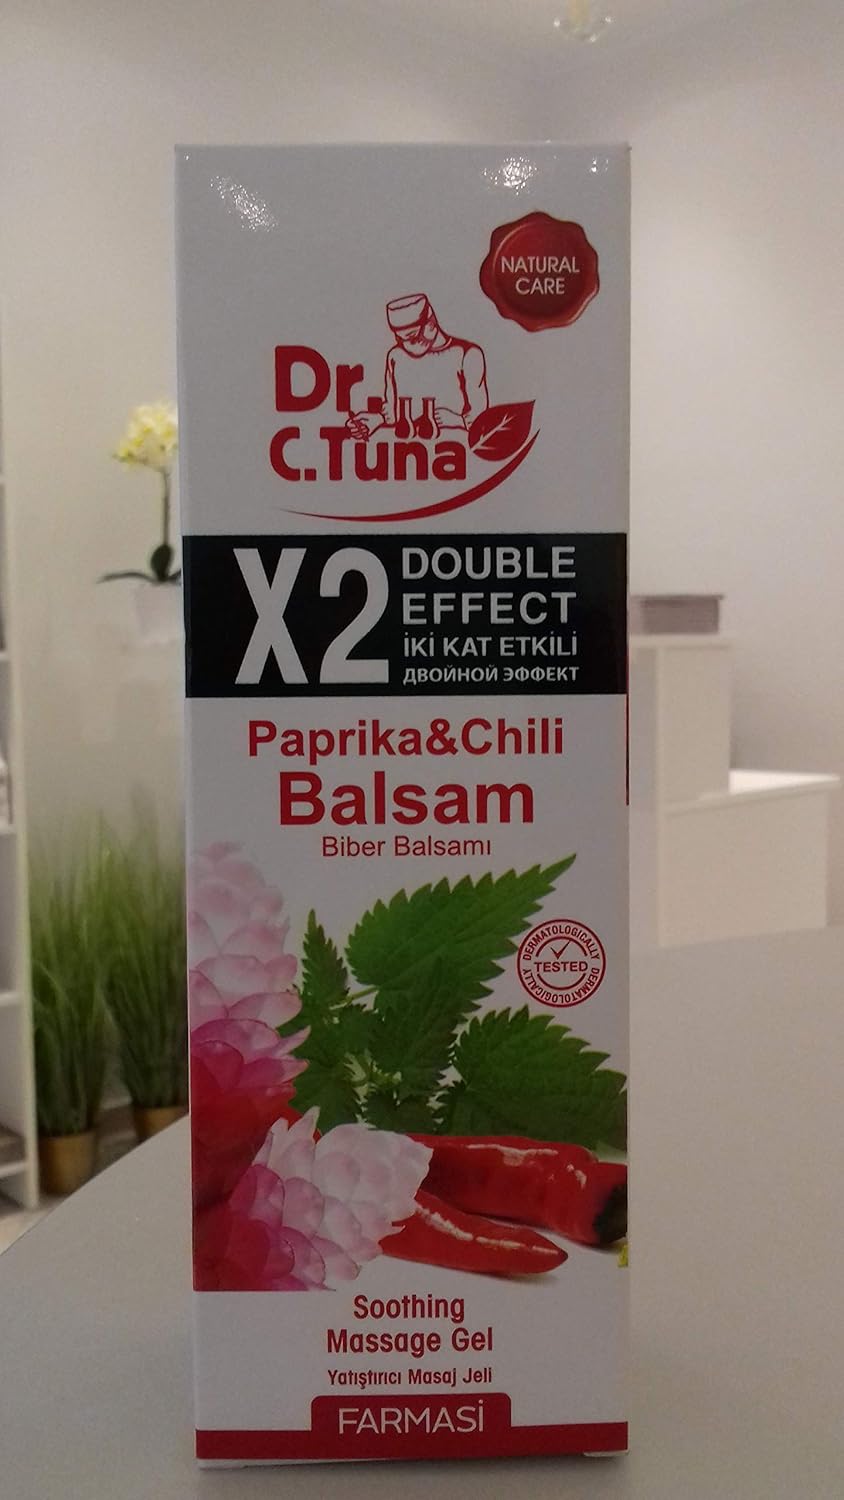 NATURAL
CARE
Dr.
C.Tuna
X2
DOUBLE
EFFECT
İKİ KAT ETKİLİ
ДВОЙНОЙ ЭФФЕКТ
Paprika&Chili
Balsam
Biber Balsamı
DERMATOLOGICALLY
TESTED
DERMATOLOGICALLY
Soothing
Massage Gel
Yatıştırıcı Masaj Jeli
FARMASİ